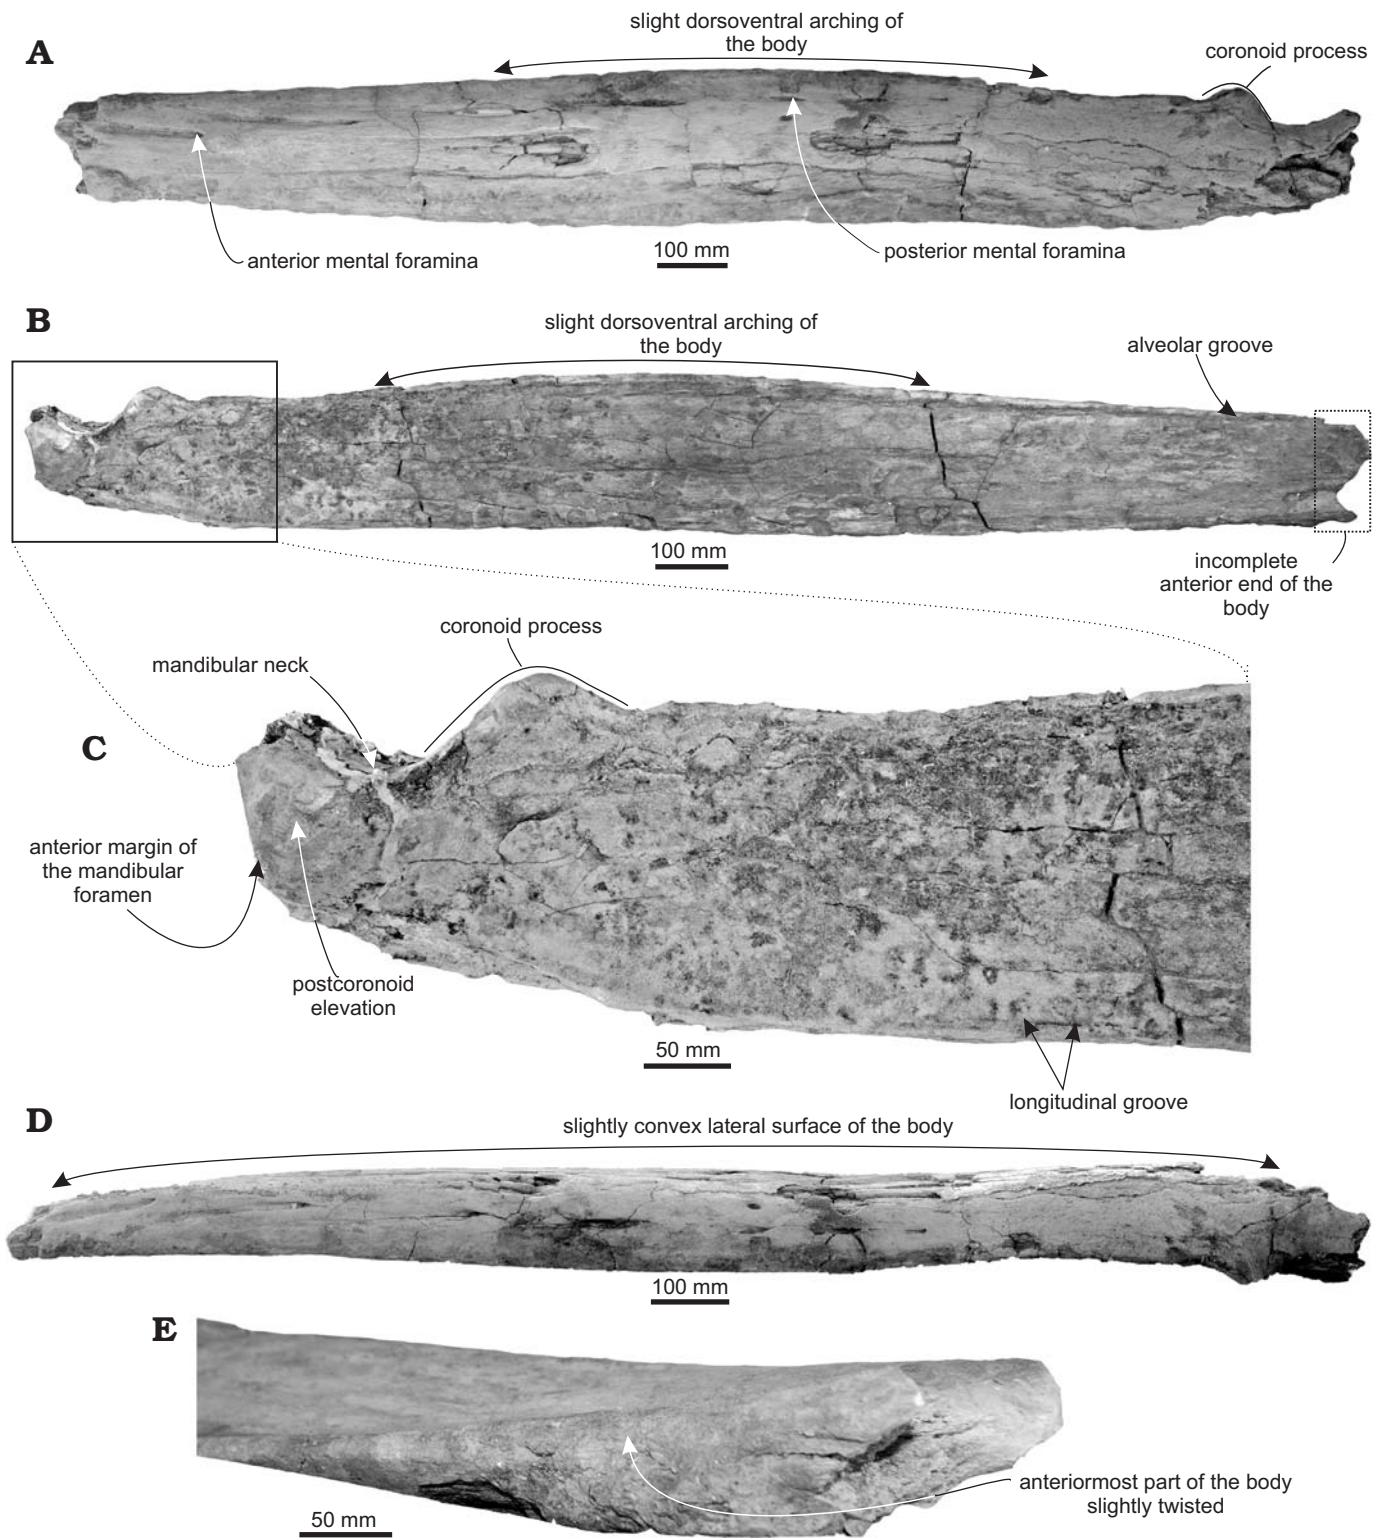 A
slight dorsoventral arching of
the body
coronoid process
anterior mental foramina
100 mm
posterior mental foramina
B
slight dorsoventral arching of
the body
alveolar groove
100 mm
incomplete
anterior end of the
body
coronoid process
mandibular neck
C
anterior margin of
the mandibular
foramen
postcoronoid
elevation
50 mm
longitudinal groove
D
slightly convex lateral surface of the body
100 mm
E
anteriormost part of the body
slightly twisted
50 mm